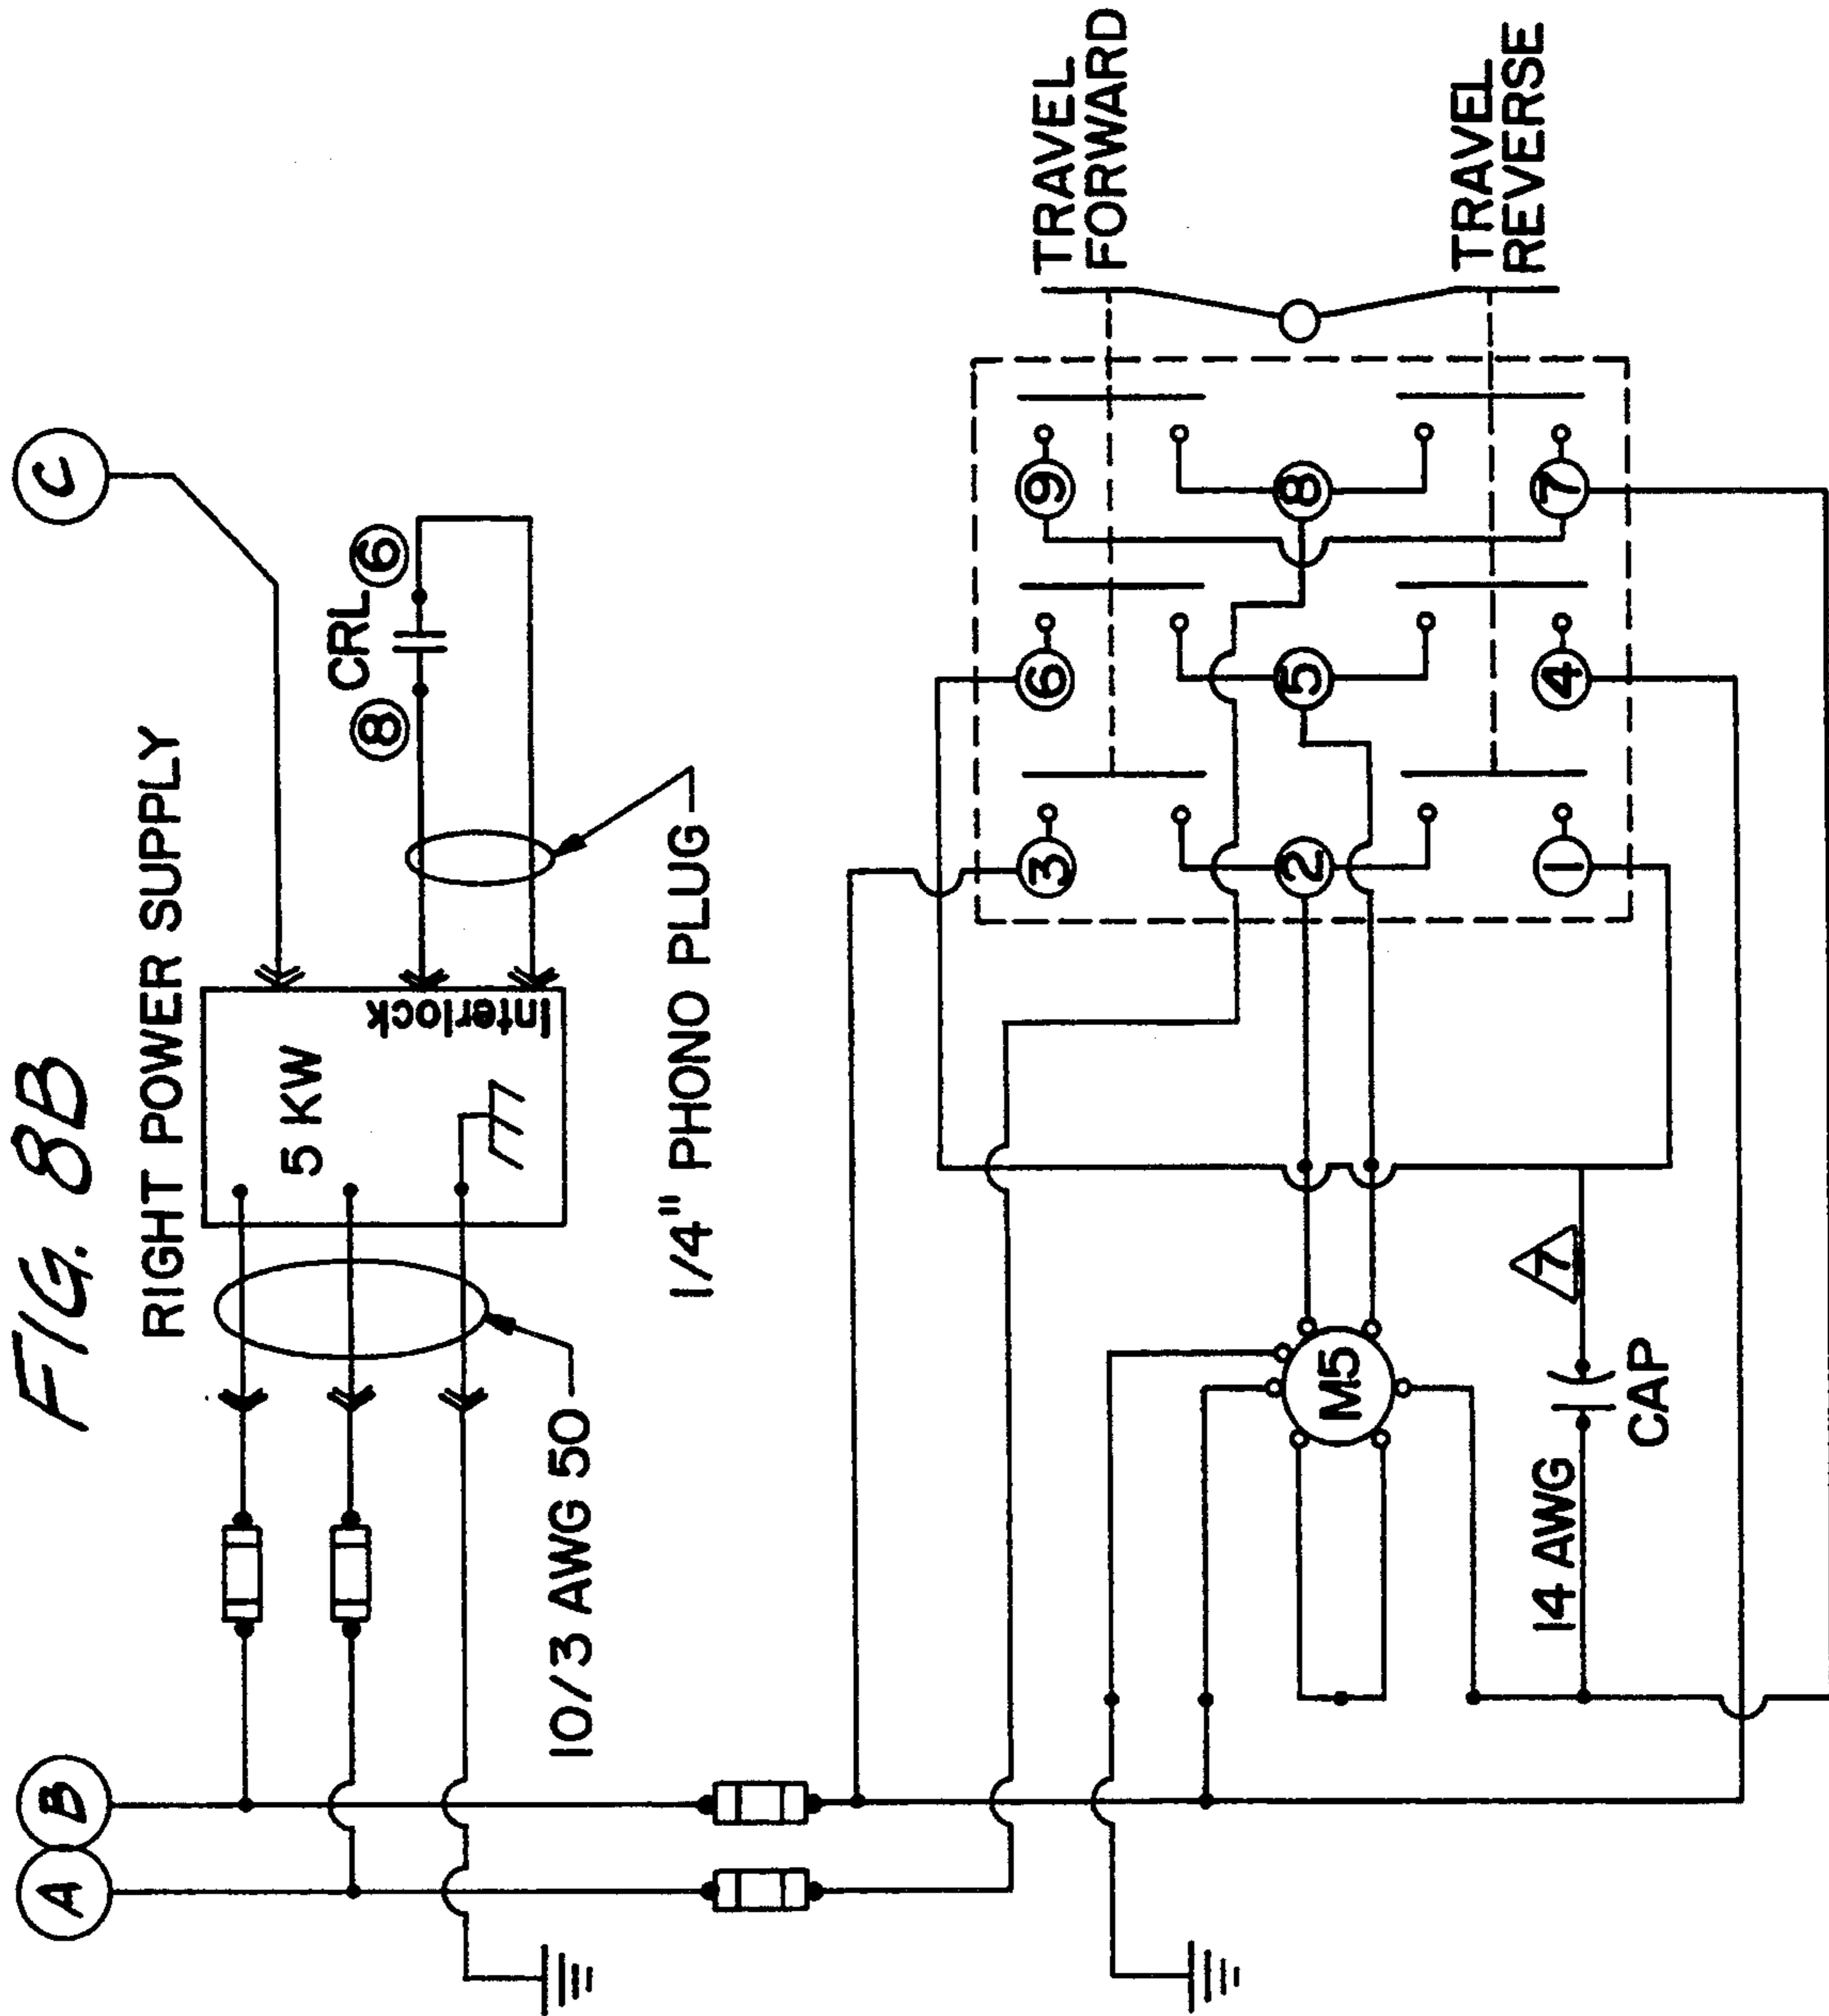 FIG. 8B
A
B
C
RIGHT POWER SUPPLY
5 KW
Interlock
CRL
8
6
10/3 AWG 50
1/4" PHONO PLUG
3
6
9
2
5
8
1
4
7
TRAVEL
FORWARD
TRAVEL
REVERSE
M5
7
14 AWG
CAP